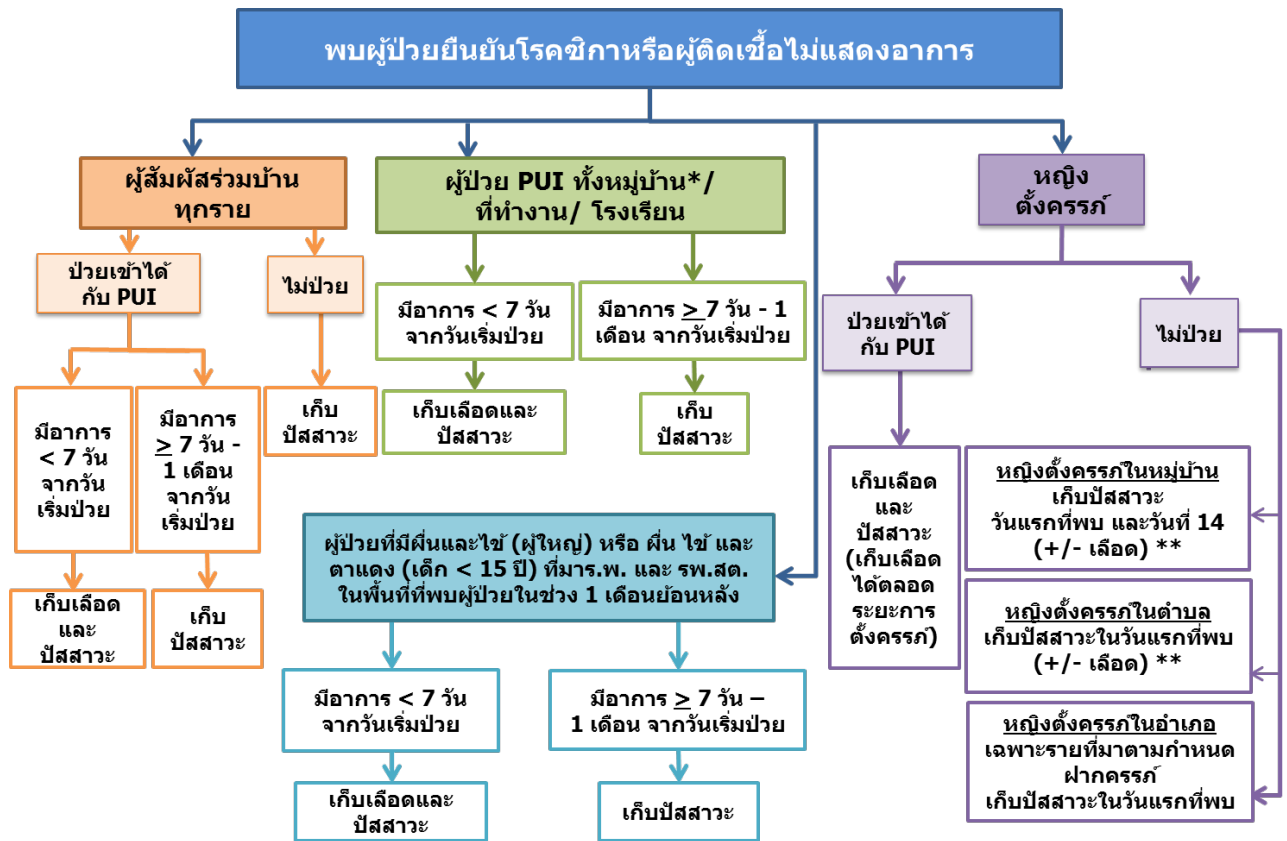 พบผู้ป่วยยืนยันโรคซิกาหรือผู้ติดเชื้อไม่แสดงอาการ
ผู้สัมผัสร่วมบ้าน
ทุกราย
ป่วยเข้าได้
กับ PUI
ไม่ป่วย
มีอาการ
< 7 วัน
จากวัน
เริ่มป่วย
มีอาการ
≥ 7 วัน -
1 เดือน
จากวัน
เริ่มป่วย
เก็บ
ปัสสาวะ
เก็บเลือด
และ
ปัสสาวะ
เก็บ
ปัสสาวะ
ผู้ป่วย PUI ทั้งหมู่บ้าน*/
ที่ทำงาน/ โรงเรียน
มีอาการ < 7 วัน
จากวันเริ่มป่วย
มีอาการ ≥ 7 วัน - 1
เดือน จากวันเริ่มป่วย
เก็บเลือดและ
ปัสสาวะ
เก็บ
ปัสสาวะ
ผู้ป่วยที่มีผื่นและไข้ (ผู้ใหญ่) หรือ ผื่น ไข้ และ
ตาแดง (เด็ก < 15 ปี) ที่มาร.พ. และ รพ.สต.
ในพื้นที่ที่พบผู้ป่วยในช่วง 1 เดือนย้อนหลัง
มีอาการ < 7 วัน
จากวันเริ่มป่วย
มีอาการ ≥ 7 วัน –
1 เดือน จากวันเริ่มป่วย
เก็บเลือดและ
ปัสสาวะ
เก็บปัสสาวะ
หญิง
ตั้งครรภ์
ป่วยเข้าได้
กับ PUI
ไม่ป่วย
เก็บเลือด
และ
ปัสสาวะ
(เก็บเลือด
ได้ตลอด
ระยะการ
ตั้งครรภ์)
หญิงตั้งครรภ์ในหมู่บ้าน
เก็บปัสสาวะ
วันแรกที่พบ และวันที่ 14
(+/- เลือด) **
หญิงตั้งครรภ์ในตำบล
เก็บปัสสาวะในวันแรกที่พบ
(+/- เลือด) **
หญิงตั้งครรภ์ในอำเภอ
เฉพาะรายที่มาตามกำหนด
ฝากครรภ์
เก็บปัสสาวะในวันแรกที่พบ